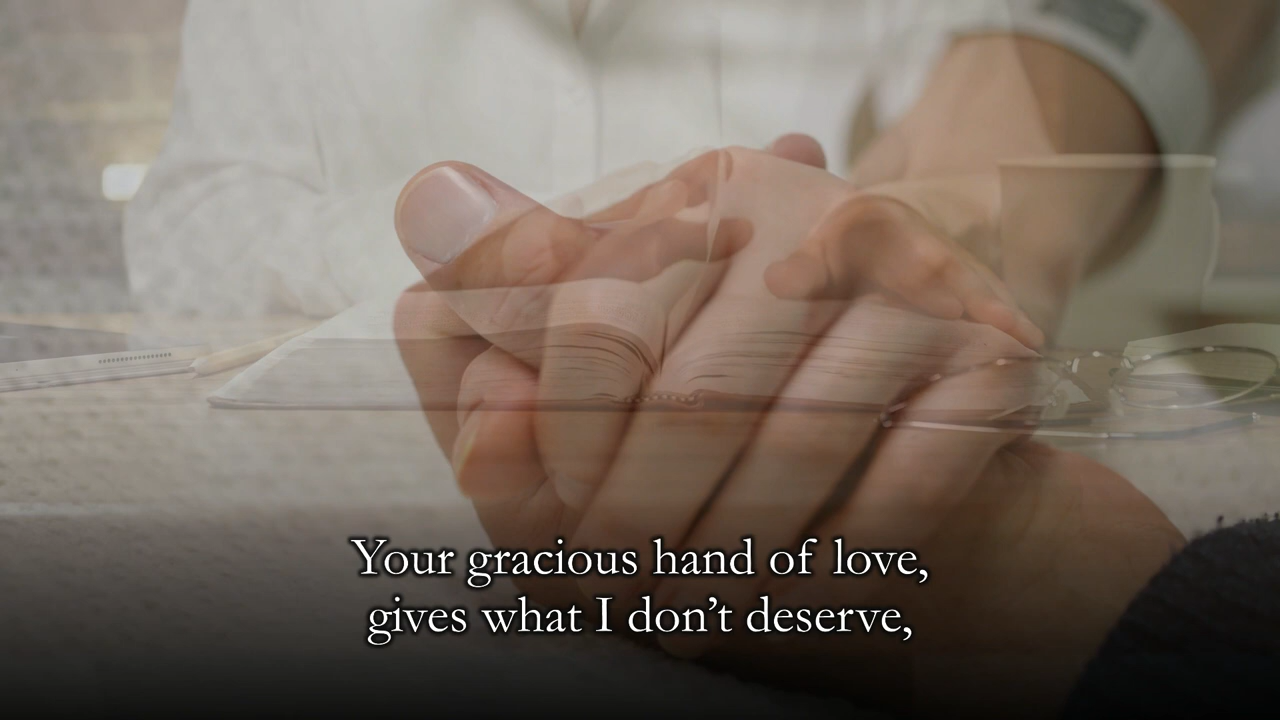 Your gracious hand of love,
gives what I don’t deserve,